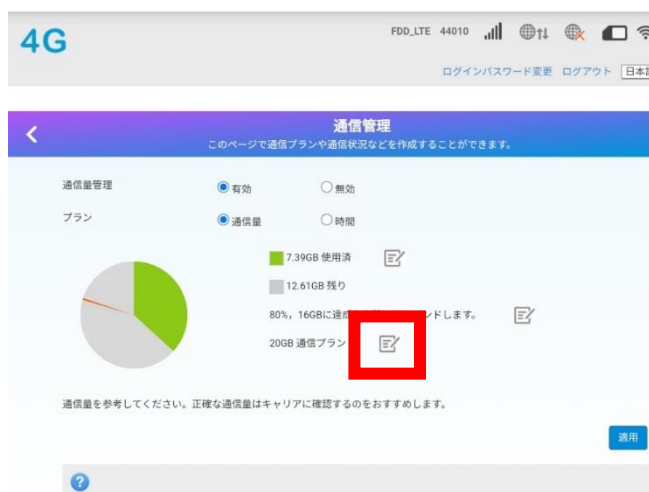 4G
FDD_LTE 44010
ログインパスワード変更 ログアウト 日本語
通信管理
このページで通信プランや通信状況などを作成することができます。
通信量管理 有効 無効
プラン 通信量 時間
7.39GB 使用済
12.61GB 残り
80%，16GBに達 ンドします。
20GB 通信プラン
通信量を参考してください。正確な通信量はキャリアに確認するのをおすすめします。
適用